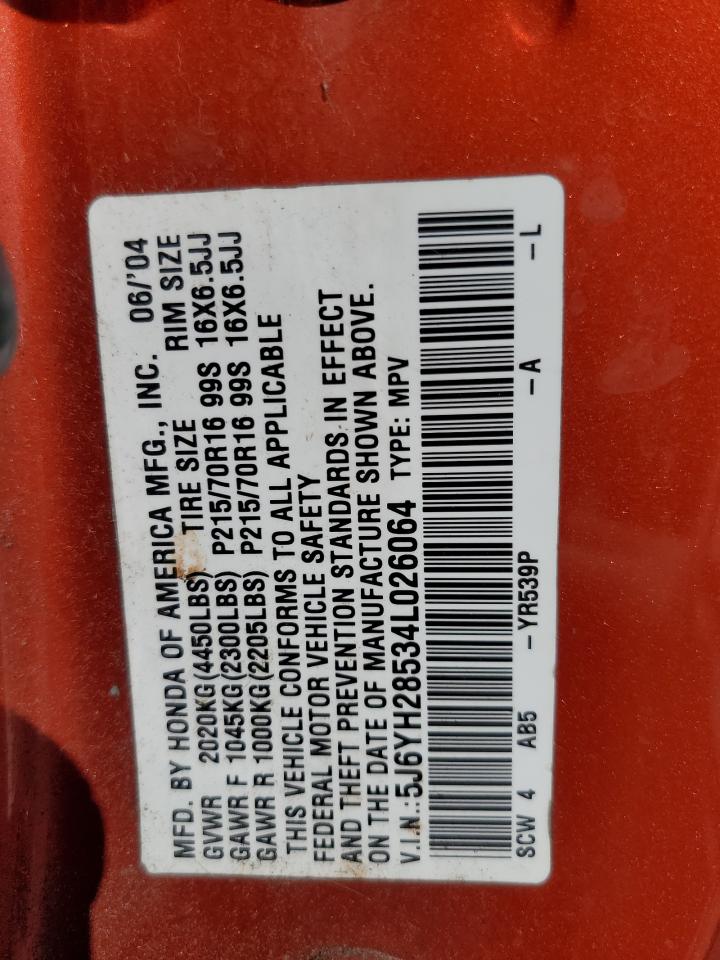 MFD. BY HONDA OF AMERICA MFG., INC. 06/'04
GVWR 2020KG(4450LBS) TIRE SIZE RIM SIZE
GAWR F 1045KG(2300LBS) P215/70R16 99S 16X6.5JJ
GAWR R 1000KG(2205LBS) P215/70R16 99S 16X6.5JJ
THIS VEHICLE CONFORMS TO ALL APPLICABLE
FEDERAL MOTOR VEHICLE SAFETY
AND THEFT PREVENTION STANDARDS IN EFFECT
ON THE DATE OF MANUFACTURE SHOWN ABOVE.
V.I.N.:5J6YH28534L026064 TYPE: MPV
SCW 4 AB5 -YR539P -A -L